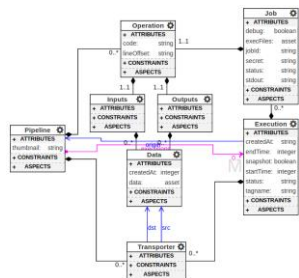 Operation
+ ATTRIBUTES
code: string
lineOffset: string
+ CONSTRAINTS
+ ASPECTS
Job
+ ATTRIBUTES
debug: boolean
execFiles: asset
jobId: string
secret: string
status: string
stdout: string
+ CONSTRAINTS
+ ASPECTS
0..*
1..1
1..1
1..1
Inputs
+ ATTRIBUTES
+ CONSTRAINTS
+ ASPECTS
Outputs
+ ATTRIBUTES
+ CONSTRAINTS
+ ASPECTS
Pipeline
+ ATTRIBUTES
thumbnail string
+ CONSTRAINTS
+ ASPECTS
0..*
Execution
+ ATTRIBUTES
createdAt string
endTime: integer
snapshot: boolean
startTime: integer
status: string
tagname: string
+ CONSTRAINTS
+ ASPECTS
0..*
0..*
Data
+ ATTRIBUTES
createdAt: integer
data: asset
+ CONSTRAINTS
+ ASPECTS
dst
src
0..*
0..*
Transporter
+ ATTRIBUTES
+ CONSTRAINTS
+ ASPECTS